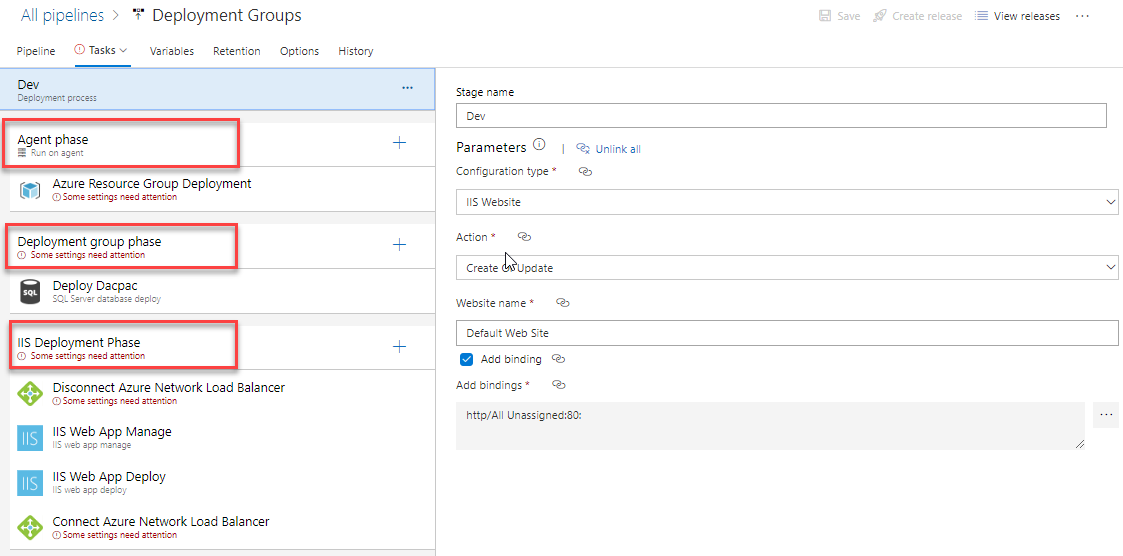 All pipelines > Deployment Groups
Save Create release View releases ...
Pipeline Tasks Variables Retention Options History
Dev
Deployment process
...
Agent phase
Run on agent
Azure Resource Group Deployment
Some settings need attention
Deployment group phase
Some settings need attention
Deploy Dacpac
SQL
SQL Server database deploy
IIS Deployment Phase
Some settings need attention
Disconnect Azure Network Load Balancer
Some settings need attention
IIS
IIS Web App Manage
IIS web app manage
IIS
IIS Web App Deploy
IIS web app deploy
Connect Azure Network Load Balancer
Some settings need attention
Stage name
Dev
Parameters | Unlink all
Configuration type *
IIS Website
Action *
Create Or Update
Website name *
Default Web Site
Add binding
Add bindings *
http/All Unassigned:80:
...